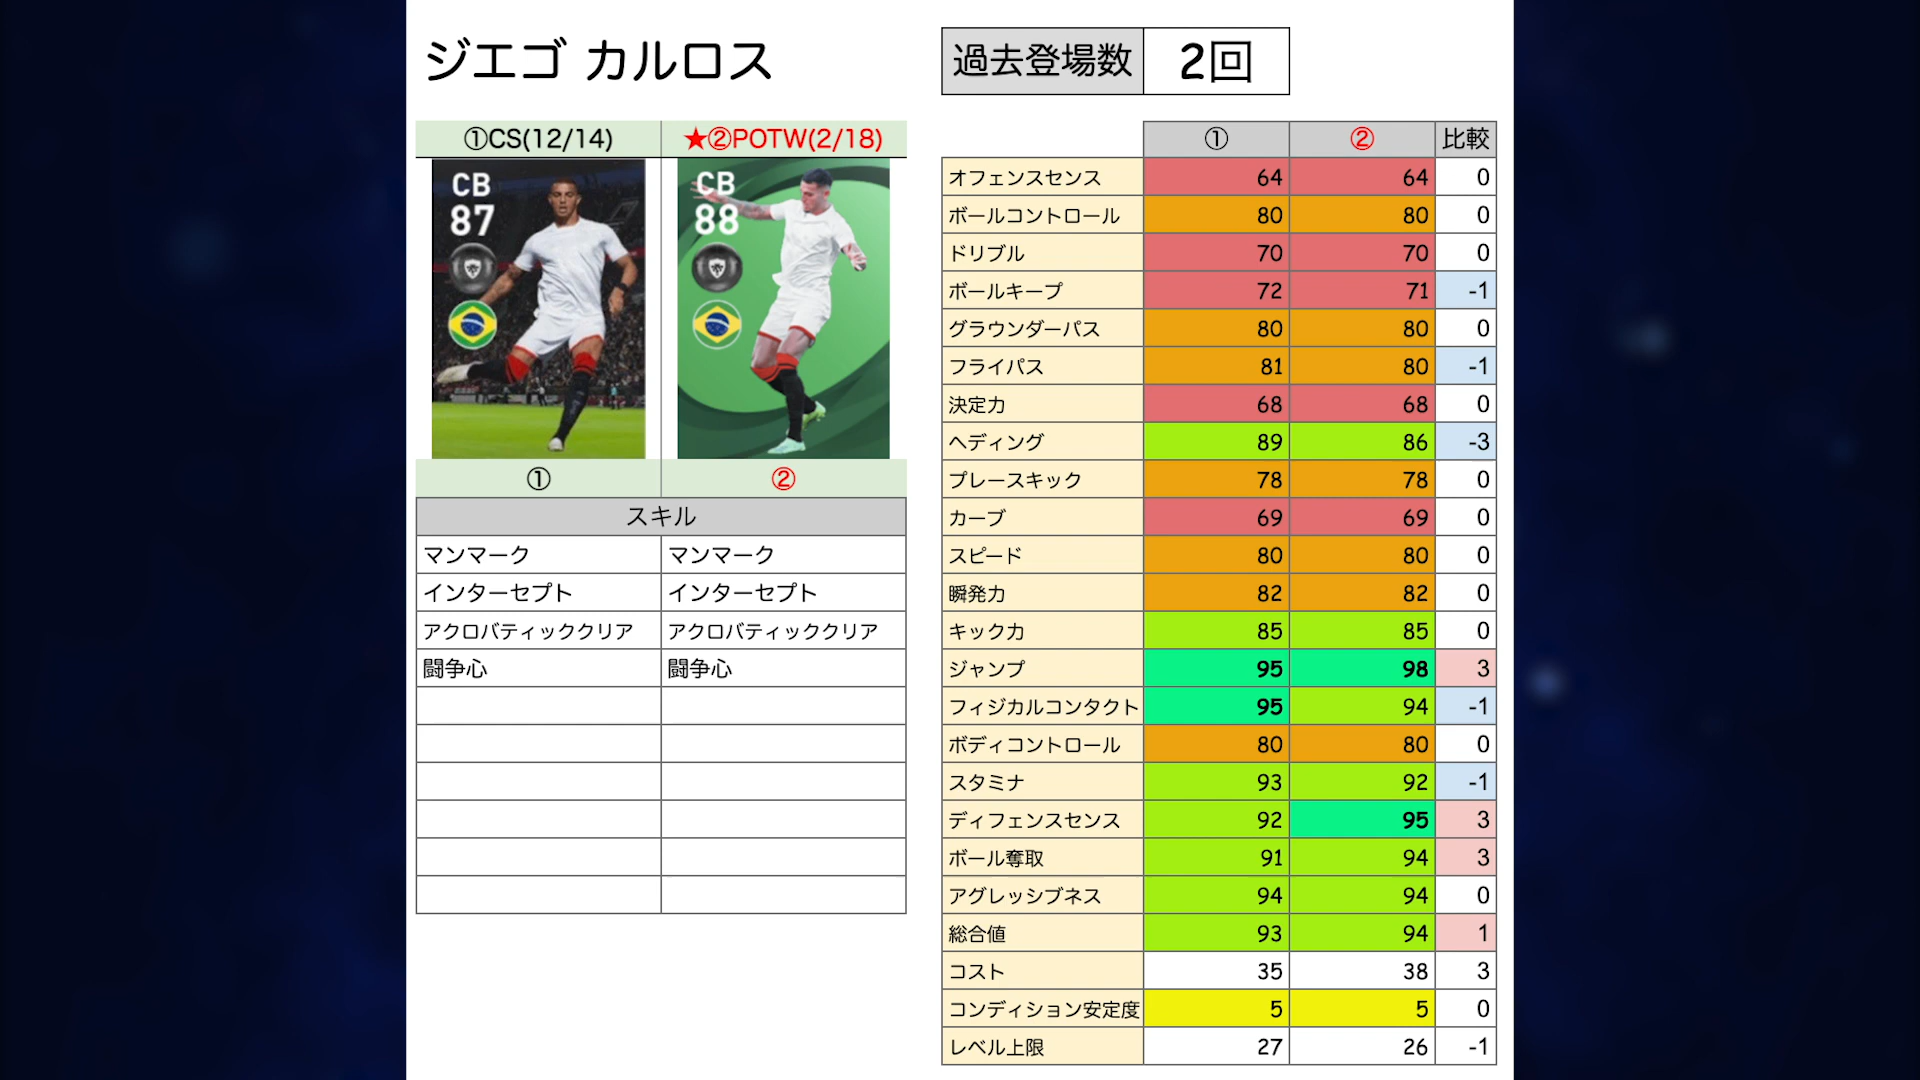 ジエゴ カルロス
過去登場数 2回
①CS(12/14) ★②POTW(2/18)
CB
87
CB
88
① ②
スキル
マンマーク マンマーク
インターセプト インターセプト
アクロバティッククリア アクロバティッククリア
闘争心 闘争心
① ② 比較
オフェンスセンス 64 64 0
ボールコントロール 80 80 0
ドリブル 70 70 0
ボールキープ 72 71 -1
グラウンダーパス 80 80 0
フライパス 81 80 -1
決定力 68 68 0
ヘディング 89 86 -3
プレースキック 78 78 0
カーブ 69 69 0
スピード 80 80 0
瞬発力 82 82 0
キック力 85 85 0
ジャンプ 95 98 3
フィジカルコンタクト 95 94 -1
ボディコントロール 80 80 0
スタミナ 93 92 -1
ディフェンスセンス 92 95 3
ボール奪取 91 94 3
アグレッシブネス 94 94 0
総合値 93 94 1
コスト 35 38 3
コンディション安定度 5 5 0
レベル上限 27 26 -1